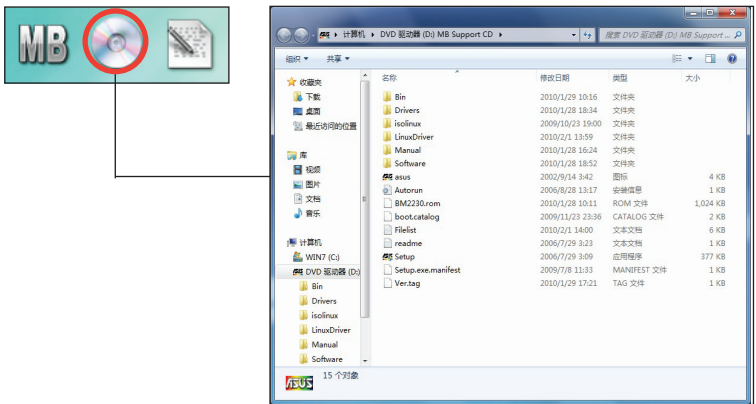 MB
计算机 DVD 驱动器 (D:) MB Support CD
搜索 DVD 驱动器 (D:) MB Support ...
组织 共享
收藏夹
下载
桌面
最近访问的位置
库
视频
图片
文档
音乐
计算机
WIN7 (C:)
DVD 驱动器 (D:)
Bin
Drivers
isolinux
LinuxDriver
Manual
Software
名称 修改日期 类型 大小
Bin 2010/1/29 10:16 文件夹
Drivers 2010/1/28 18:34 文件夹
isolinux 2009/10/23 19:00 文件夹
LinuxDriver 2010/2/1 13:59 文件夹
Manual 2010/1/28 16:24 文件夹
Software 2010/1/28 18:52 文件夹
asus 2002/9/14 3:42 图标 4 KB
Autorun 2006/8/28 13:17 安装信息 1 KB
BM2230.rom 2010/1/28 10:11 ROM 文件 1,024 KB
boot.catalog 2009/11/23 23:36 CATALOG 文件 2 KB
Filelist 2010/2/1 14:00 文本文档 6 KB
readme 2006/7/29 3:23 文本文档 1 KB
Setup 2006/7/29 3:09 应用程序 377 KB
Setup.exe.manifest 2009/7/8 11:33 MANIFEST 文件 1 KB
Ver.tag 2010/1/29 17:21 TAG 文件 1 KB
ASUS
15 个对象